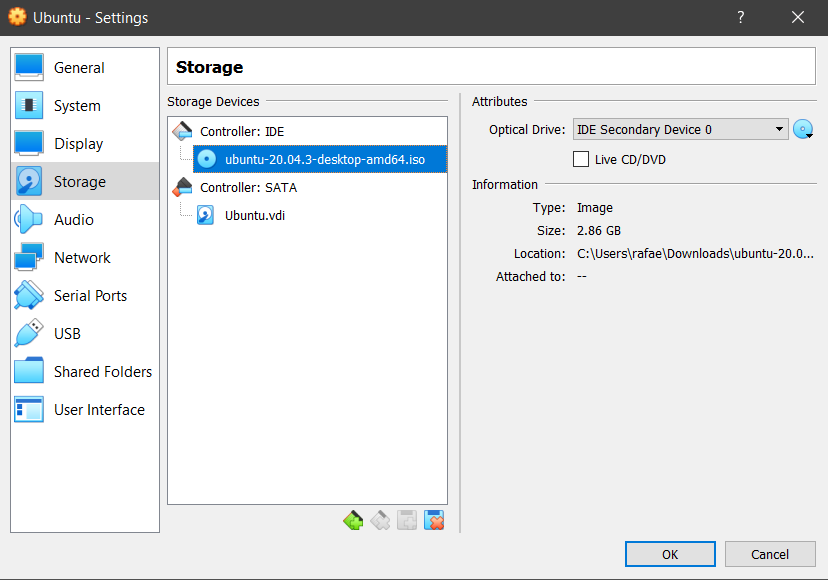 Ubuntu - Settings
?
General
System
Display
Storage
Audio
Network
Serial Ports
USB
Shared Folders
User Interface
Storage
Storage Devices
Controller: IDE
ubuntu-20.04.3-desktop-amd64.iso
Controller: SATA
Ubuntu.vdi
Attributes
Optical Drive: IDE Secondary Device 0
Live CD/DVD
Information
Type: Image
Size: 2.86 GB
Location: C:\Users\rafae\Downloads\ubuntu-20.0...
Attached to: --
OK
Cancel